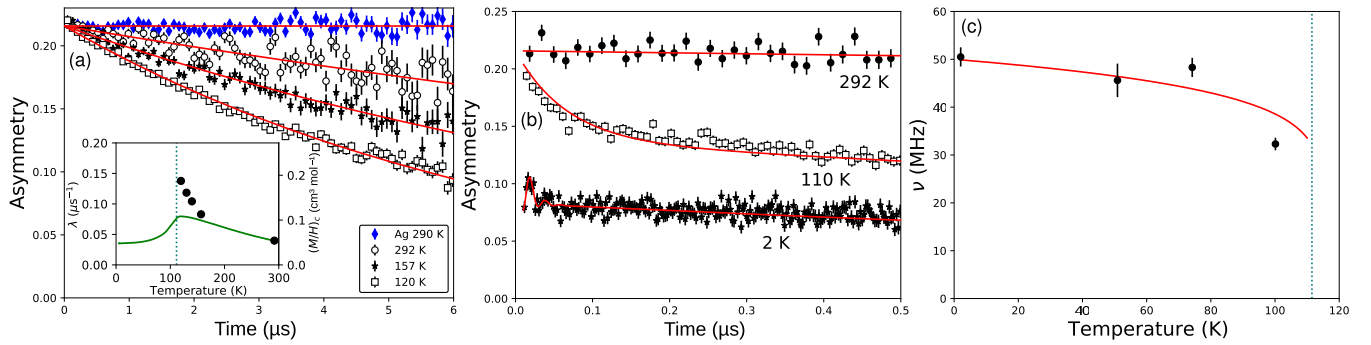 (a)
Asymmetry
0.20
0.15
0.10
0.05
0.00
0 1 2 3 4 5 6
Time (μs)
0.20
0.15
0.10
0.05
0.00
λ (μs⁻¹)
0 100 200 300
Temperature (K)
0.2
0.1
0.0
(M/H)c (cm³ mol⁻¹)
Ag 290 K
292 K
157 K
120 K
(b)
Asymmetry
0.25
0.20
0.15
0.10
0.05
0.00
292 K
110 K
2 K
0.0 0.1 0.2 0.3 0.4 0.5
Time (μs)
(c)
ν (MHz)
60
50
40
30
20
10
0
0 20 40 60 80 100 120
Temperature (K)